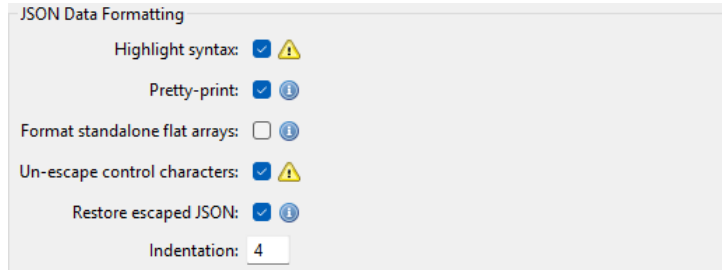 JSON Data Formatting
Highlight syntax:
Pretty-print:
Format standalone flat arrays:
Un-escape control characters:
Restore escaped JSON:
Indentation: 4